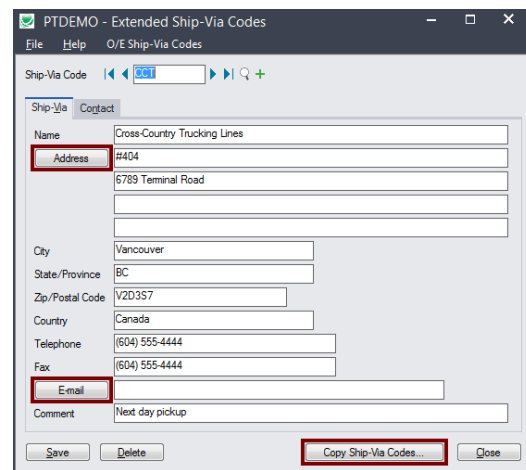 PTDEMO - Extended Ship-Via Codes
File Help O/E Ship-Via Codes
Ship-Via Code CCT
Ship-Via Contact
Name Cross-Country Trucking Lines
Address #404
6789 Terminal Road
City Vancouver
State/Province BC
Zip/Postal Code V2D3S7
Country Canada
Telephone (604) 555-4444
Fax (604) 555-4444
E-mail
Comment Next day pickup
Save Delete Copy Ship-Via Codes... Close